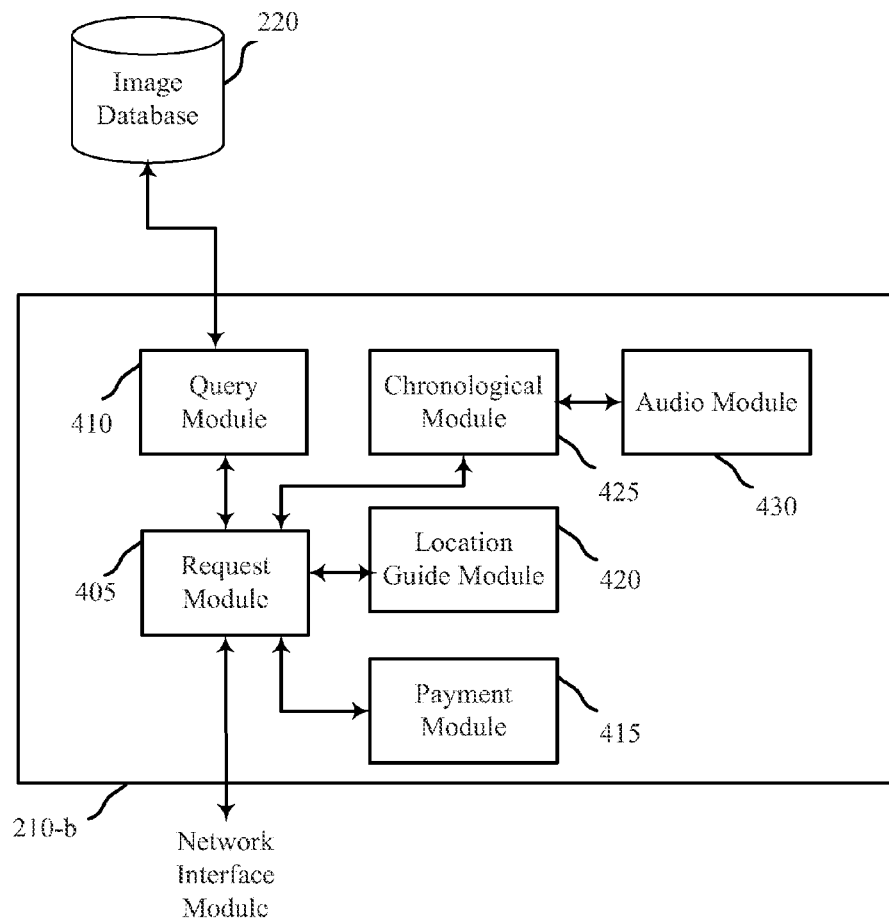 220
Image
Database
410
Query
Module
Chronological
Module
Audio Module
425
430
405
Request
Module
Location
Guide Module
420
Payment
Module
415
210-b
Network
Interface
Module